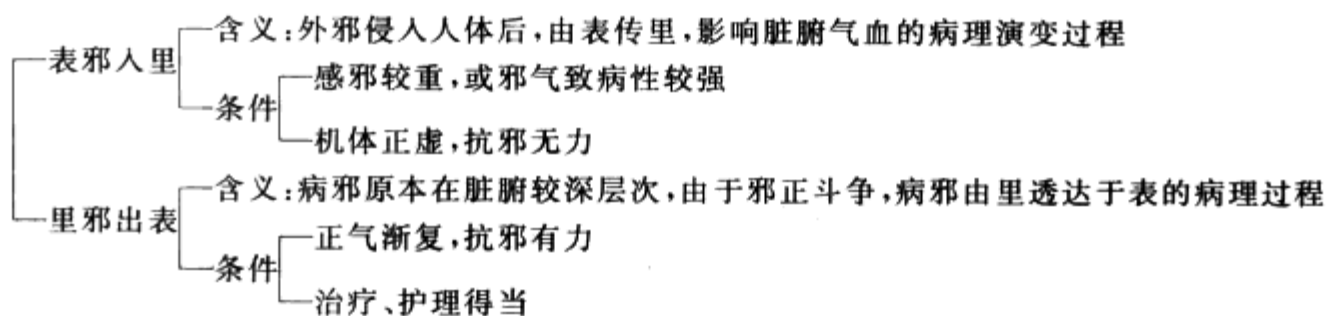 含义:外邪侵入人体后,由表传里,影响脏腑气血的病理演变过程
表邪入里
感邪较重,或邪气致病性较强
条件
机体正虚,抗邪无力
含义:病邪原本在脏腑较深层次,由于邪正斗争,病邪由里透达于表的病理过程
里邪出表
正气渐复,抗邪有力
条件
治疗、护理得当